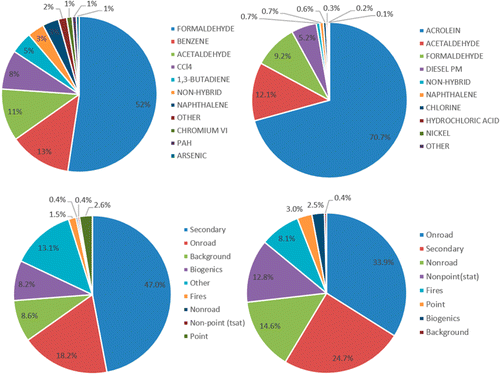 2%
1%
1%
3%
5%
8%
11%
13%
52%
FORMALDEHYDE
BENZENE
ACETALDEHYDE
CCl4
1,3-BUTADIENE
NON-HYBRID
NAPHTHALENE
OTHER
CHROMIUM VI
PAH
ARSENIC
0.7%
0.7%
0.6%
0.3%
0.2%
0.1%
5.2%
9.2%
12.1%
70.7%
ACROLEIN
ACETALDEHYDE
FORMALDEHYDE
DIESEL PM
NON-HYBRID
NAPHTHALENE
CHLORINE
HYDROCHLORIC ACID
NICKEL
OTHER
0.4%
0.4%
2.6%
1.5%
13.1%
8.2%
8.6%
18.2%
47.0%
Secondary
Onroad
Background
Biogenics
Other
Fires
Nonroad
Non-point (tsat)
Point
3.0%
2.5%
0.4%
8.1%
12.8%
14.6%
24.7%
33.9%
Onroad
Secondary
Nonroad
Nonpoint(stat)
Fires
Point
Biogenics
Background